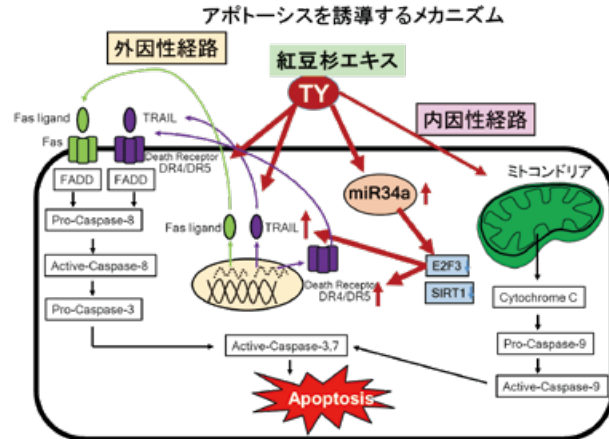 アポトーシスを誘導するメカニズム
外因性経路
紅豆杉エキス
TY
内因性経路
Fas ligand
TRAIL
Fas
Death Receptor
DR4/DR5
FADD
FADD
ミトコンドリア
miR34a
Pro-Caspase-8
Fas ligand
TRAIL
E2F3
SIRT1
Active-Caspase-8
Death Receptor
DR4/DR5
Cytochrome C
Pro-Caspase-3
Pro-Caspase-9
Active-Caspase-3,7
Active-Caspase-9
Apoptosis